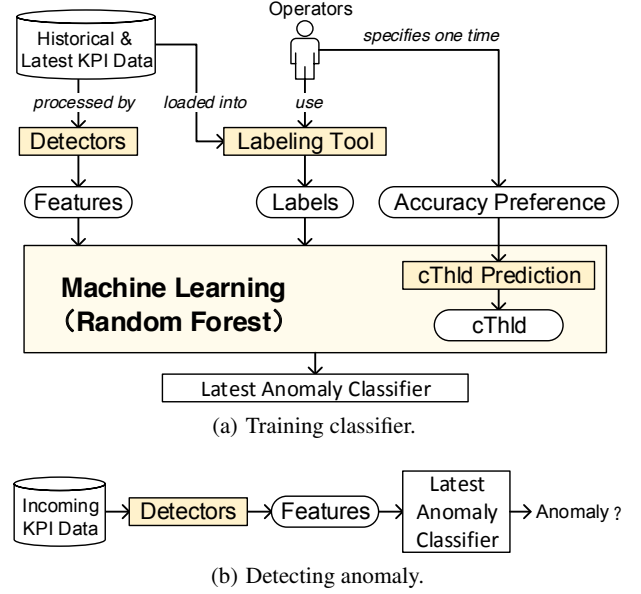 Operators
Historical &
Latest KPI Data
specifies one time
processed by
loaded into
use
Detectors
Labeling Tool
Features
Labels
Accuracy Preference
Machine Learning
（Random Forest）
cThld Prediction
cThld
Latest Anomaly Classifier
(a) Training classifier.
Incoming
KPI Data
Detectors
Features
Latest
Anomaly
Classifier
Anomaly ?
(b) Detecting anomaly.